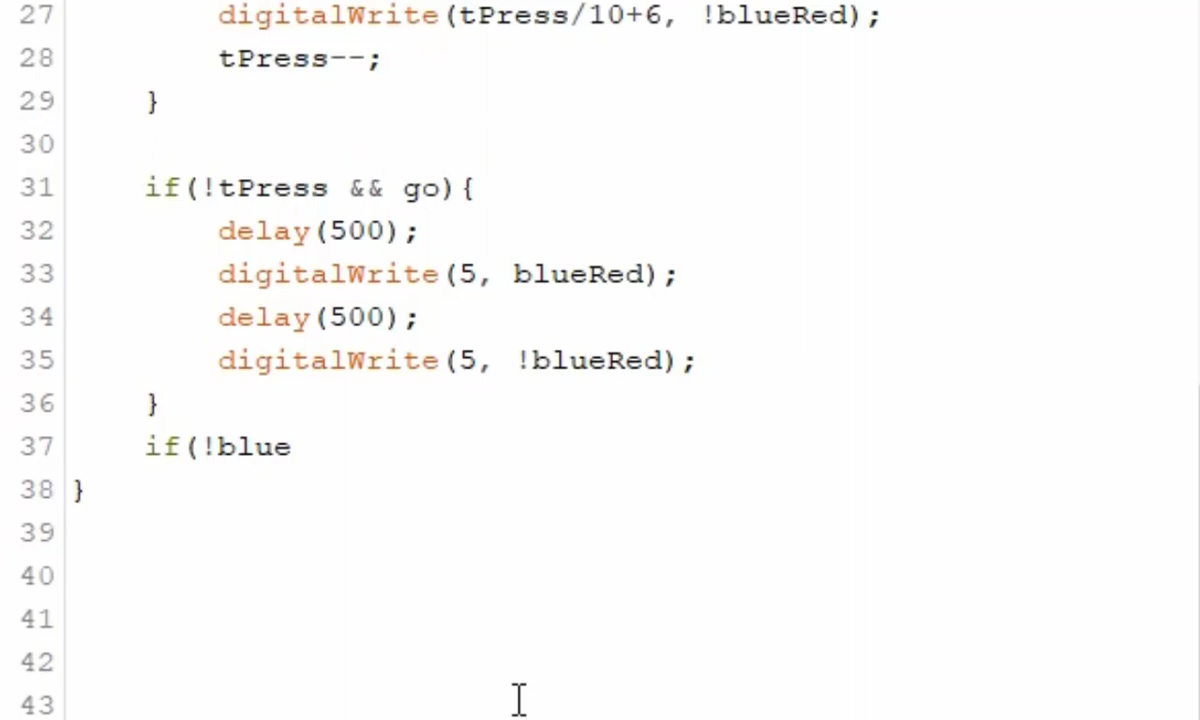 27 digitalWrite(tPress/10+6, !blueRed);
28 tPress--;
29 }
30
31 if(!tPress && go){
32 delay(500);
33 digitalWrite(5, blueRed);
34 delay(500);
35 digitalWrite(5, !blueRed);
36 }
37 if(!blue
38 }
39
40
41
42
43